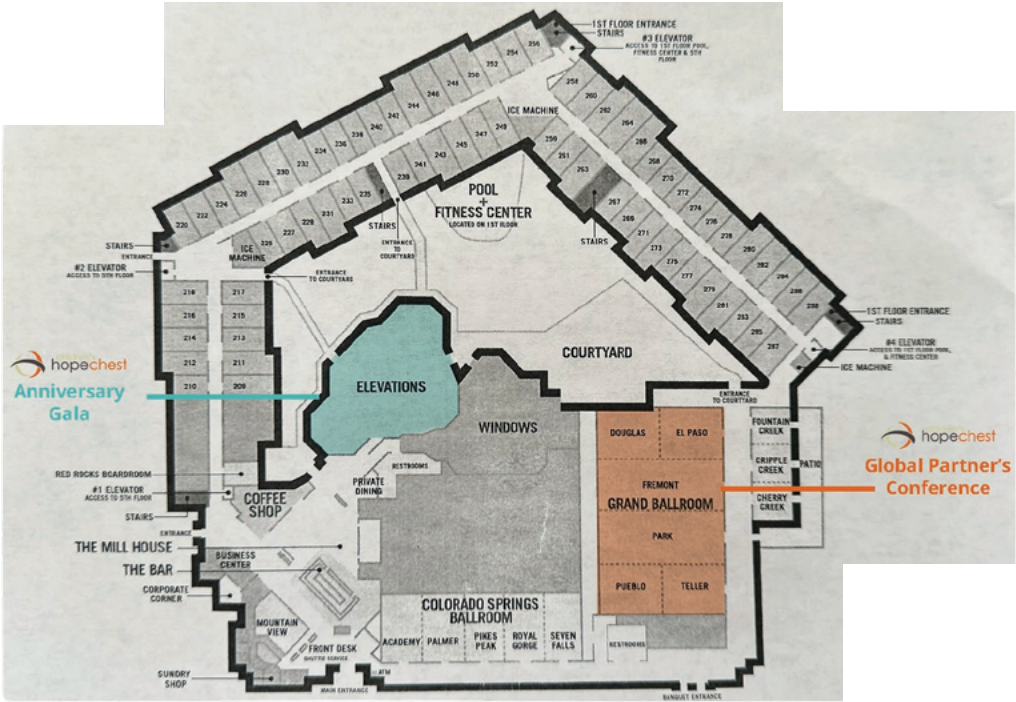 1ST FLOOR ENTRANCE
STAIRS
#3 ELEVATOR
ACCESS TO 1ST FLOOR POOL,
FITNESS CENTER & 5TH
FLOOR
256
254
252
250
248
246
244
242
240
238
236
234
232
230
228
226
224
222
220
ICE MACHINE
249
247
245
243
241
239
235
233
231
229
227
ICE
MACHINE
258
260
262
264
266
268
270
272
274
276
278
280
282
284
286
288
259
261
263
267
269
271
273
275
277
279
281
283
285
287
STAIRS
POOL
+
FITNESS CENTER
LOCATED ON 1ST FLOOR
STAIRS
ENTRANCE
TO
COURTYARD
STAIRS
ENTRANCE
#2 ELEVATOR
ACCESS TO 5TH FLOOR
ENTRANCE
TO COURTYARD
218
217
216
215
214
213
212
211
210
209
1ST FLOOR ENTRANCE
STAIRS
#4 ELEVATOR
ACCESS TO 1ST FLOOR POOL,
& FITNESS CENTER
ICE MACHINE
COURTYARD
ENTRANCE
TO COURTYARD
hopechest
Anniversary
Gala
ELEVATIONS
WINDOWS
DOUGLAS
EL PASO
FREMONT
GRAND BALLROOM
PARK
PUEBLO
TELLER
FOUNTAIN
CREEK
CRIPPLE
CREEK
CHERRY
CREEK
PATIO
hopechest
Global Partner's
Conference
RED ROCKS BOARDROOM
#1 ELEVATOR
ACCESS TO 5TH FLOOR
COFFEE
SHOP
RESTROOMS
PRIVATE
DINING
STAIRS
ENTRANCE
THE MILL HOUSE
BUSINESS
CENTER
THE BAR
CORPORATE
CORNER
MOUNTAIN
VIEW
FRONT DESK
SHUTTLE SERVICE
SUNDRY
SHOP
MAIN ENTRANCE
ATM
COLORADO SPRINGS
BALLROOM
ACADEMY
PALMER
PIKES
PEAK
ROYAL
GORGE
SEVEN
FALLS
RESTROOMS
BANQUET ENTRANCE